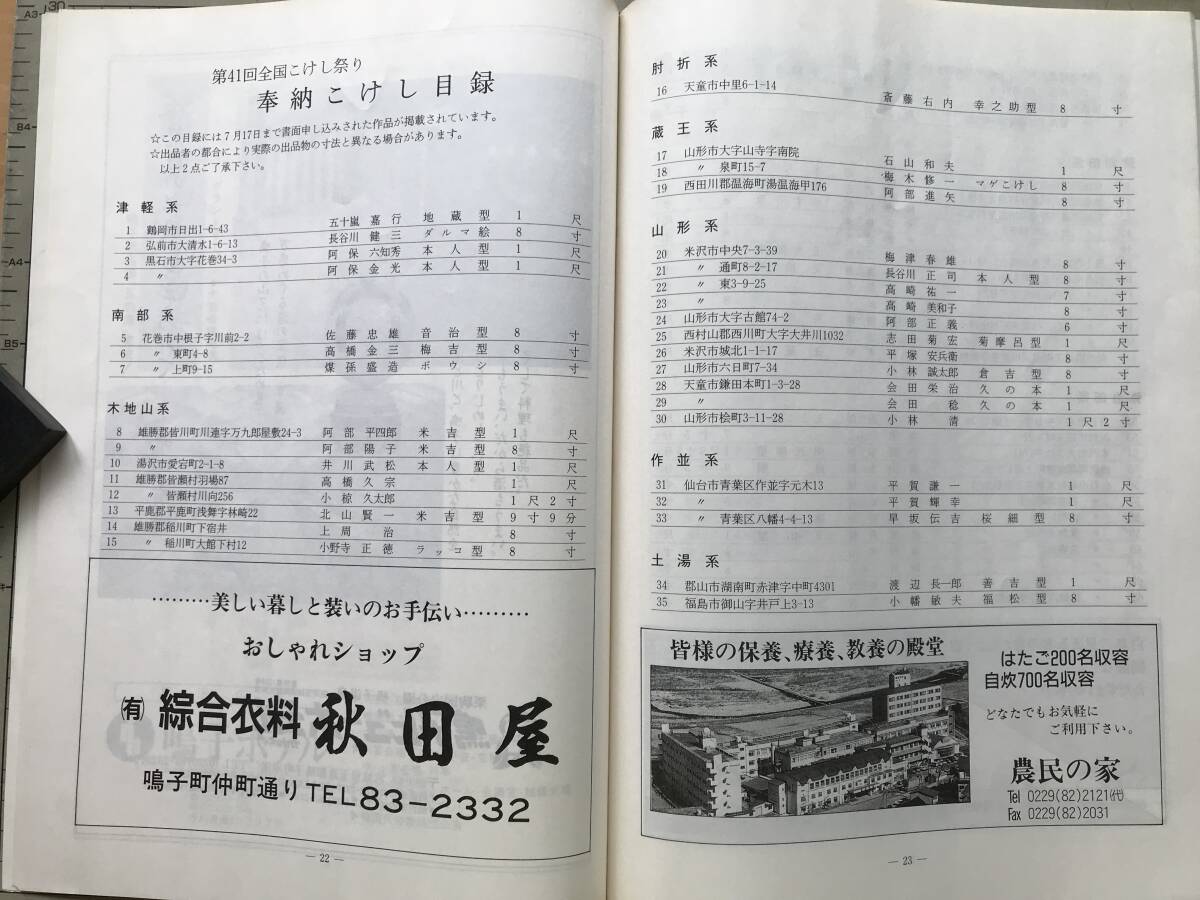 第41回全国こけし祭り
奉納こけし目録
☆この目録には7月17日まで書面申し込みされた作品が掲載されています。
☆出品者の都合により実際の出品物の寸法と異なる場合があります。
以上2点ご了承下さい。
津軽系
1 鶴岡市日出1-6-43 五十嵐嘉行 地蔵型 1尺
2 弘前市大清水1-6-13 長谷川健三 ダルマ絵 8寸
3 黒石市大字花巻34-3 阿保六知秀 本人型 1尺
4 〃 阿保金光 本人型 1尺
南部系
5 花巻市中根子字川前2-2 佐藤忠雄 音治型 8寸
6 〃 東町4-8 高橋金三 梅吉型 8寸
7 〃 上町9-15 煤孫盛造 ボウシ 8寸
木地山系
8 雄勝郡皆川町川連字万九郎屋敷24-3 阿部平四郎 米吉型 1尺
9 〃 阿部陽子 米吉型 8寸
10 湯沢市愛宕町2-1-8 井川武松 本人型 1尺
11 雄勝郡皆瀬村羽場87 高橋久宗 1尺
12 〃 皆瀬村川向256 小椋久太郎 1尺2寸
13 平鹿郡平鹿町浅舞字林崎22 北山賢一 米吉型 9寸9分
14 雄勝郡稲川町下宿井 上周治 8寸
15 〃 稲川町大館下村12 小野寺正徳 ラッコ型 8寸
………美しい暮しと装いのお手伝い………
おしゃれショップ
㈲ 綜合衣料 秋田屋
鳴子町仲町通り TEL83-2332
— 22 —
肘折系
16 天童市中里6-1-14 斎藤右内 幸之助型 8寸
蔵王系
17 山形市大字山寺字南院 石山和夫 1尺
18 〃 泉町15-7 梅木修一 マゲこけし 8寸
19 西田川郡温海町湯温海甲176 阿部進矢 8寸
山形系
20 米沢市中央7-3-39 梅津春雄 8寸
21 〃 通町8-2-17 長谷川正司 本人型 8寸
22 〃 東3-9-25 高崎祐一 7寸
23 〃 高崎美和子 8寸
24 山形市大字古館74-2 阿部正義 6寸
25 西村山郡西川町大字大井川1032 志田菊宏 菊摩呂型 1尺
26 米沢市城北1-1-17 平塚安兵衛 8寸
27 山形市六日町7-34 小林誠太郎 倉吉型 8寸
28 天童市鎌田本町1-3-28 会田栄治 久の本 1尺
29 〃 会田稔 久の本 1尺
30 山形市桧町3-11-28 小林清 1尺2寸
作並系
31 仙台市青葉区作並字元木13 平賀謙一 1尺
32 〃 平賀輝幸 1尺
33 〃 青葉区八幡4-4-13 早坂伝吉 桜細型 8寸
土湯系
34 郡山市湖南町赤津字中町4301 渡辺長一郎 善吉型 1尺
35 福島市御山字井戸上3-13 小幡敏夫 福松型 8寸
皆様の保養、療養、教養の殿堂
はたご200名収容
自炊700名収容
どなたでもお気軽に
ご利用下さい。
農民の家
Tel 0229(82)2121㈹
Fax 0229(82)2031
— 23 —